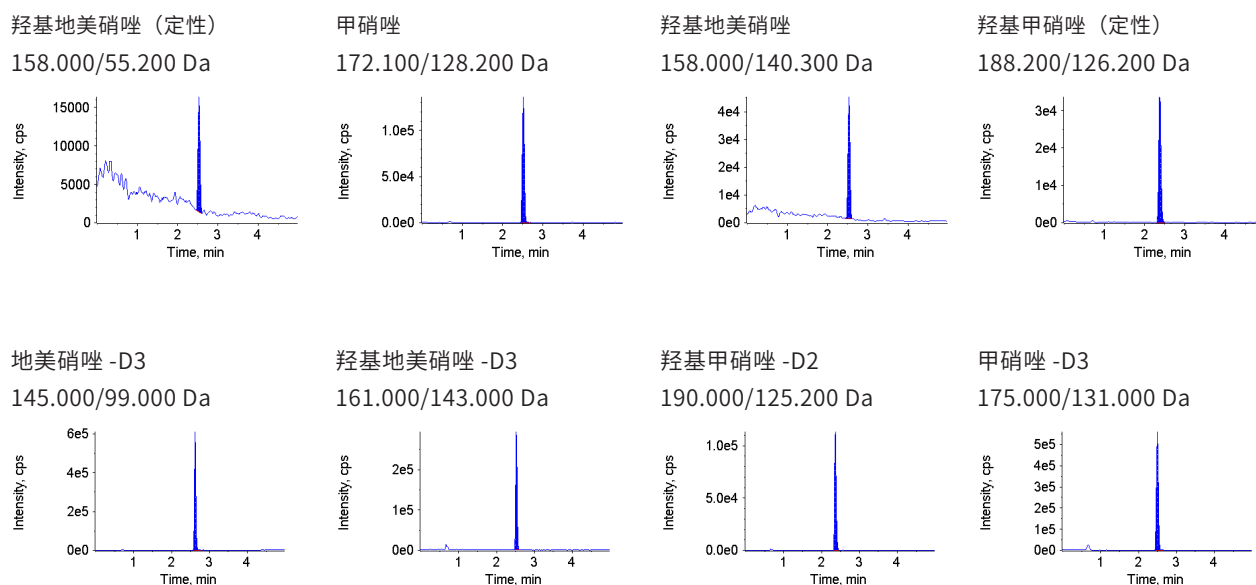 羟基地美硝唑（定性）
158.000/55.200 Da
Intensity, cps
15000
10000
5000
0
1 2 3 4
Time, min
甲硝唑
172.100/128.200 Da
Intensity, cps
1.0e5
5.0e4
0.0e0
1 2 3 4
Time, min
羟基地美硝唑
158.000/140.300 Da
Intensity, cps
4e4
3e4
2e4
1e4
0e0
1 2 3 4
Time, min
羟基甲硝唑（定性）
188.200/126.200 Da
Intensity, cps
3e4
2e4
1e4
0e0
1 2 3 4
Time, min
地美硝唑 -D3
145.000/99.000 Da
Intensity, cps
6e5
4e5
2e5
0e0
1 2 3 4
Time, min
羟基地美硝唑 -D3
161.000/143.000 Da
Intensity, cps
2e5
1e5
0e0
1 2 3 4
Time, min
羟基甲硝唑 -D2
190.000/125.200 Da
Intensity, cps
1.0e5
5.0e4
0.0e0
1 2 3 4
Time, min
甲硝唑 -D3
175.000/131.000 Da
Intensity, cps
5e5
4e5
3e5
2e5
1e5
0e0
1 2 3 4
Time, min